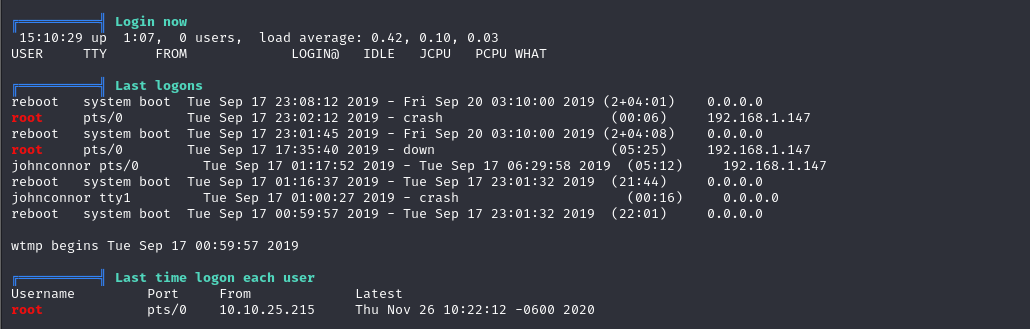 ╔══════════╣ Login now
 15:10:29 up  1:07,  0 users,  load average: 0.42, 0.10, 0.03
USER     TTY      FROM             LOGIN@   IDLE   JCPU   PCPU WHAT
╔══════════╣ Last logons
reboot   system boot  Tue Sep 17 23:08:12 2019 - Fri Sep 20 03:10:00 2019 (2+04:01)    0.0.0.0
root     pts/0        Tue Sep 17 23:02:12 2019 - crash                     (00:06)     192.168.1.147
reboot   system boot  Tue Sep 17 23:01:45 2019 - Fri Sep 20 03:10:00 2019 (2+04:08)    0.0.0.0
root     pts/0        Tue Sep 17 17:35:40 2019 - down                      (05:25)     192.168.1.147
johnconnor pts/0        Tue Sep 17 01:17:52 2019 - Tue Sep 17 06:29:58 2019  (05:12)     192.168.1.147
reboot   system boot  Tue Sep 17 01:16:37 2019 - Tue Sep 17 23:01:32 2019  (21:44)     0.0.0.0
johnconnor tty1         Tue Sep 17 01:00:27 2019 - crash                     (00:16)     0.0.0.0
reboot   system boot  Tue Sep 17 00:59:57 2019 - Tue Sep 17 23:01:32 2019  (22:01)     0.0.0.0
wtmp begins Tue Sep 17 00:59:57 2019
╔══════════╣ Last time logon each user
Username         Port     From             Latest
root             pts/0    10.10.25.215     Thu Nov 26 10:22:12 -0600 2020